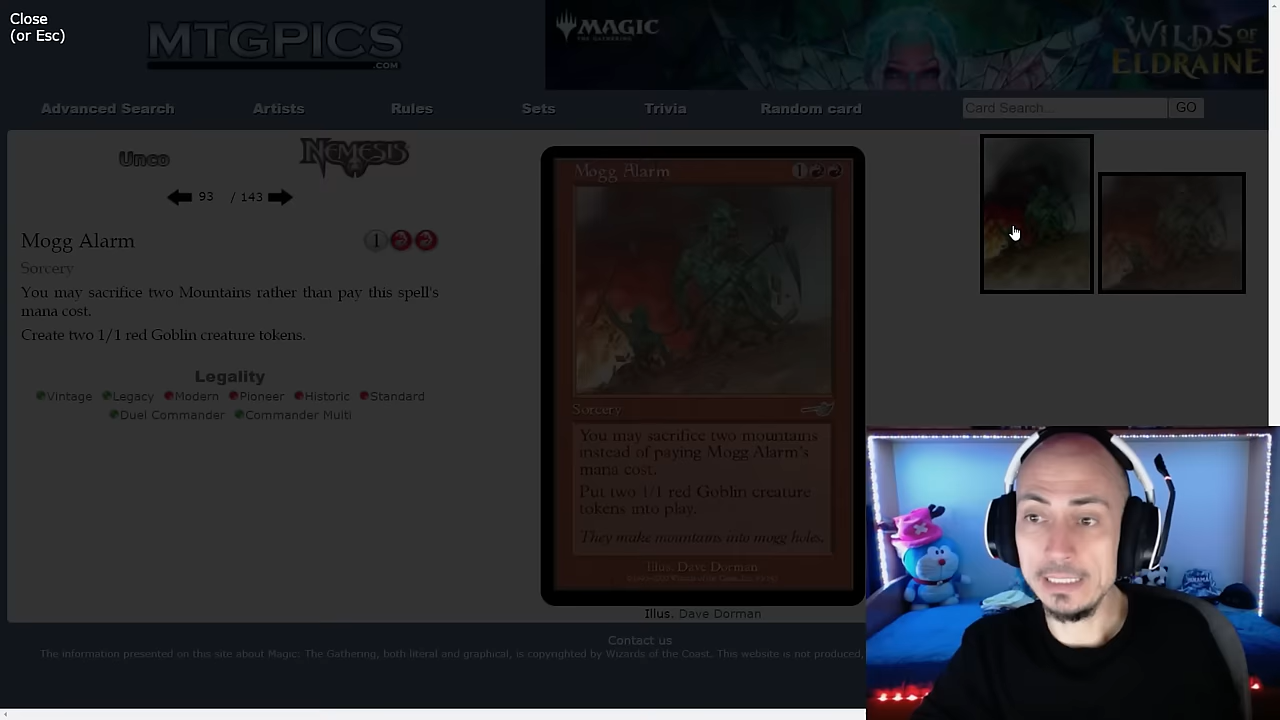 Close
(or Esc)
MTGPICS
.COM
MAGIC
THE GATHERING
WILDS OF
ELDRAINE
Advanced Search
Artists
Rules
Sets
Trivia
Random card
Card Search...
GO
Unco
NEMESIS
93 / 143
Mogg Alarm
1
Sorcery
You may sacrifice two Mountains rather than pay this spell's
mana cost.
Create two 1/1 red Goblin creature tokens.
Legality
Vintage Legacy Modern Pioneer Historic Standard
Duel Commander Commander Multi
Mogg Alarm
1
Sorcery
You may sacrifice two mountains
instead of paying Mogg Alarm's
mana cost.
Put two 1/1 red Goblin creature
tokens into play.
They make mountains into mogg holes.
Illus. Dave Dorman
Illus. Dave Dorman
Contact us
The information presented on this site about Magic: The Gathering, both literal and graphical, is copyrighted by Wizards of the Coast. This website is not produced,